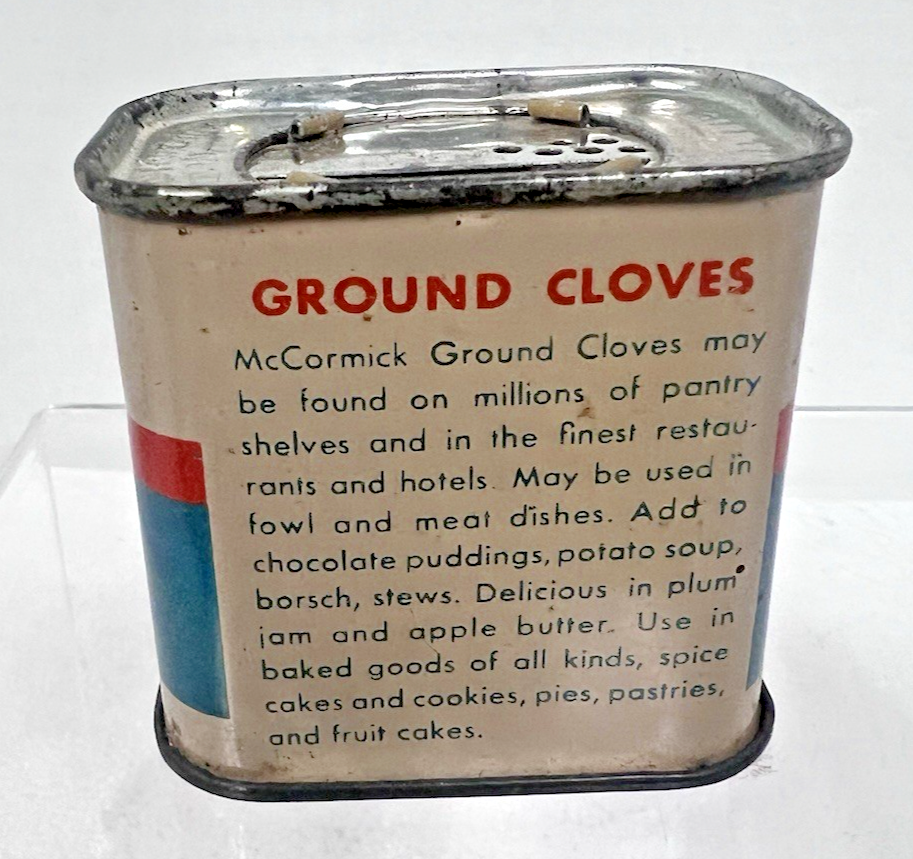 GROUND CLOVES
McCormick Ground Cloves may
be found on millions of pantry
shelves and in the finest restau-
rants and hotels. May be used in
fowl and meat dishes. Add to
chocolate puddings, potato soup,
borsch, stews. Delicious in plum
jam and apple butter. Use in
baked goods of all kinds, spice
cakes and cookies, pies, pastries,
and fruit cakes.